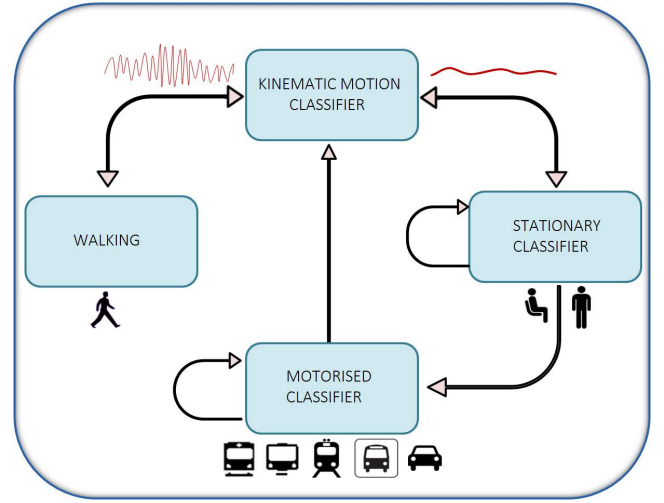 KINEMATIC MOTION
CLASSIFIER
WALKING
STATIONARY
CLASSIFIER
MOTORISED
CLASSIFIER